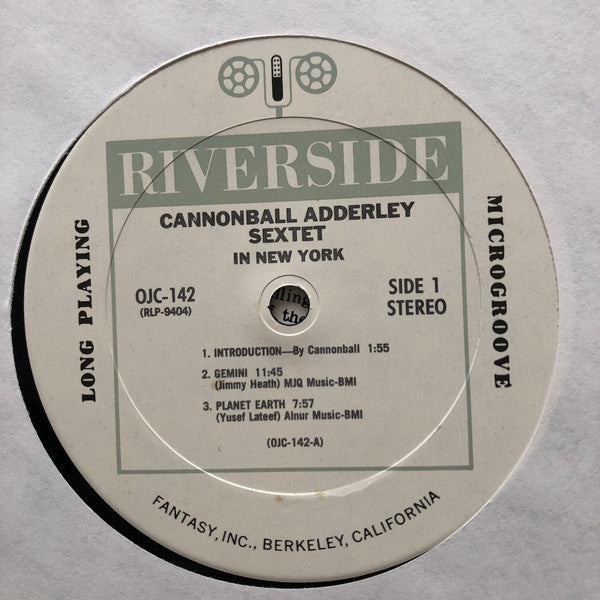 RIVERSIDE
CANNONBALL ADDERLEY
SEXTET
IN NEW YORK
LONG PLAYING
MICROGROOVE
OJC-142
(RLP-9404)
SIDE 1
STEREO
the
1. INTRODUCTION—By Cannonball 1:55
2. GEMINI 11:45
(Jimmy Heath) MJQ Music-BMI
3. PLANET EARTH 7:57
(Yusef Lateef) Alnur Music-BMI
(OJC-142-A)
FANTASY, INC., BERKELEY, CALIFORNIA